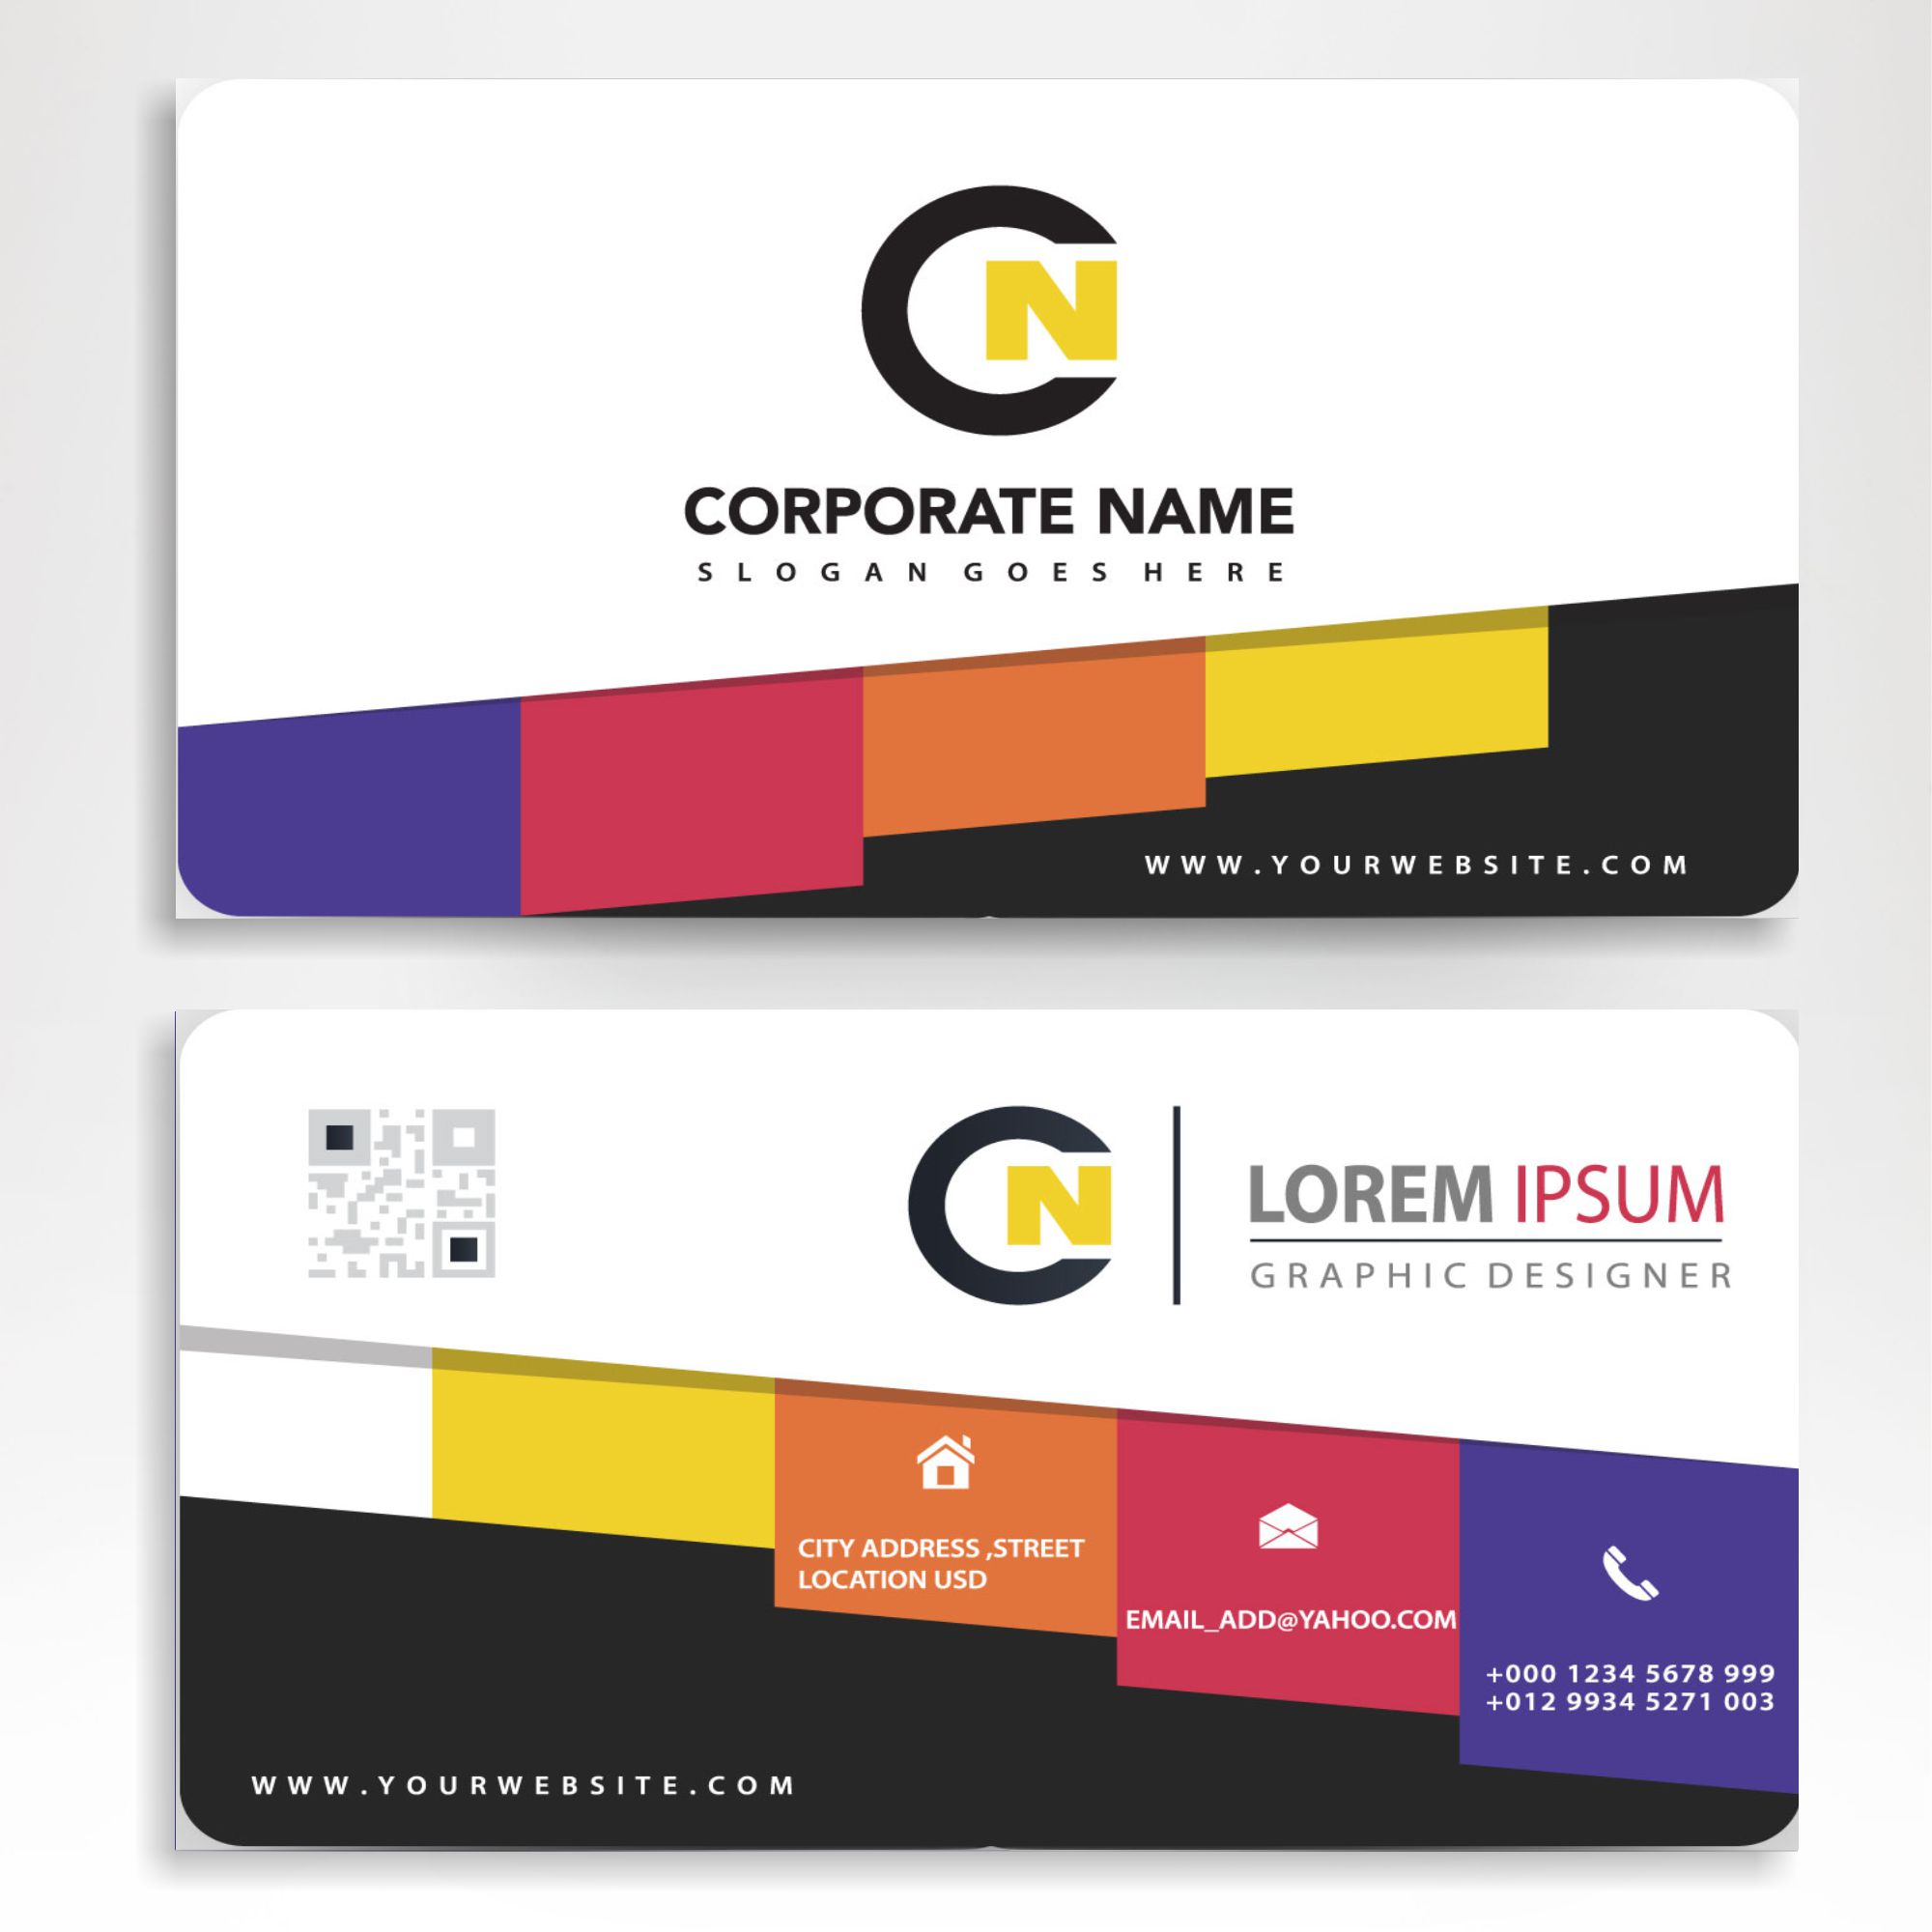 CN
CORPORATE NAME
SLOGAN GOES HERE
WWW.YOURWEBSITE.COM
CN
LOREM IPSUM
GRAPHIC DESIGNER
CITY ADDRESS ,STREET
LOCATION USD
EMAIL_ADD@YAHOO.COM
+000 1234 5678 999
+012 9934 5271 003
WWW.YOURWEBSITE.COM